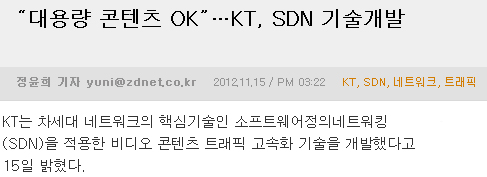 “대용량 콘텐츠 OK”…KT, SDN 기술개발
정윤희 기자 yuni@zdnet.co.kr 2012.11.15 / PM 03:22 KT, SDN, 네트워크, 트래픽
KT는 차세대 네트워크의 핵심기술인 소프트웨어정의네트워킹
(SDN)을 적용한 비디오 콘텐츠 트래픽 고속화 기술을 개발했다고
15일 밝혔다.